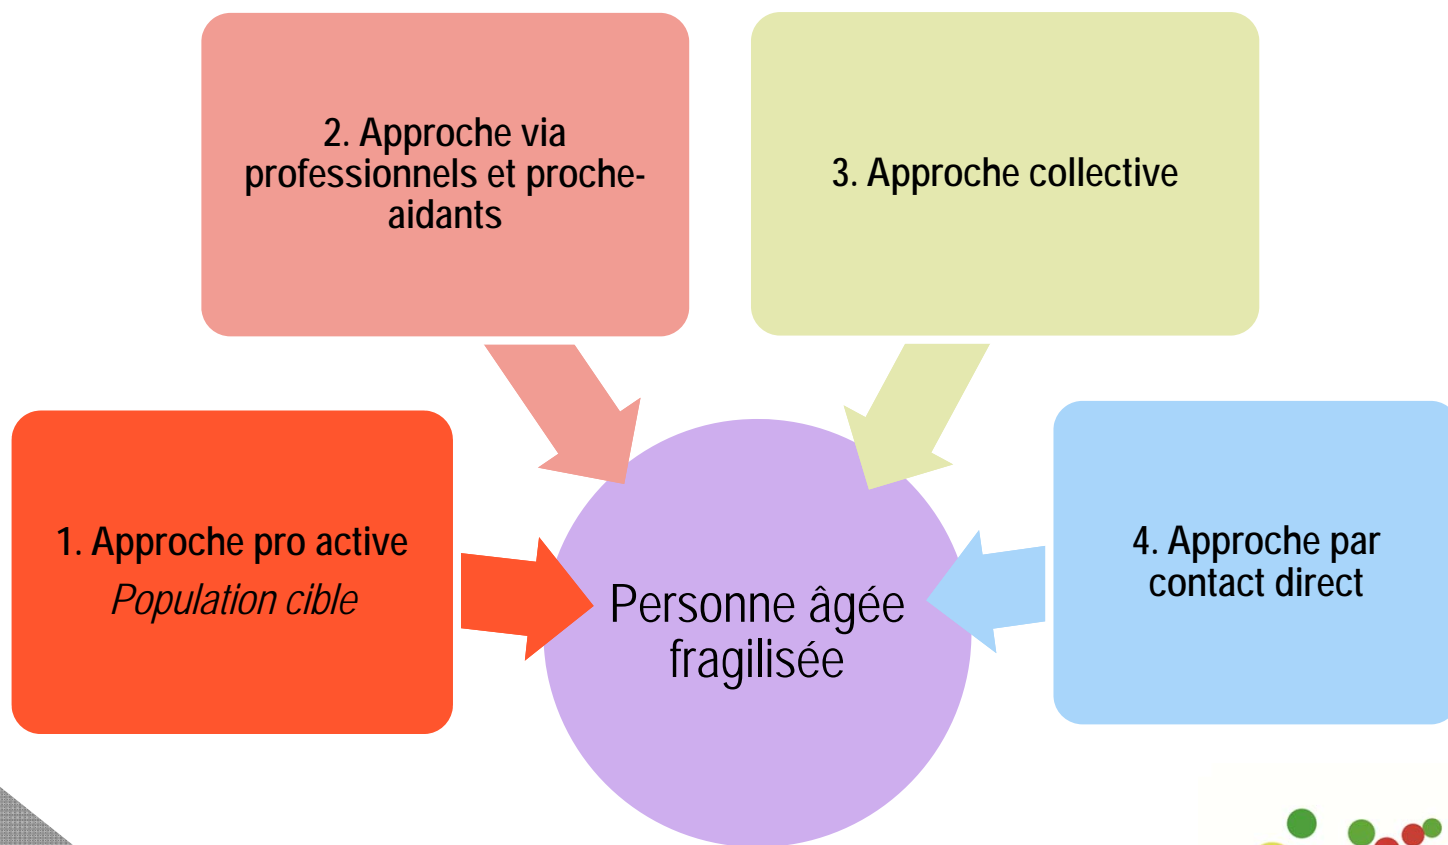 2. Approche via
professionnels et proche-
aidants
3. Approche collective
1. Approche pro active
Population cible
4. Approche par
contact direct
Personne âgée
fragilisée